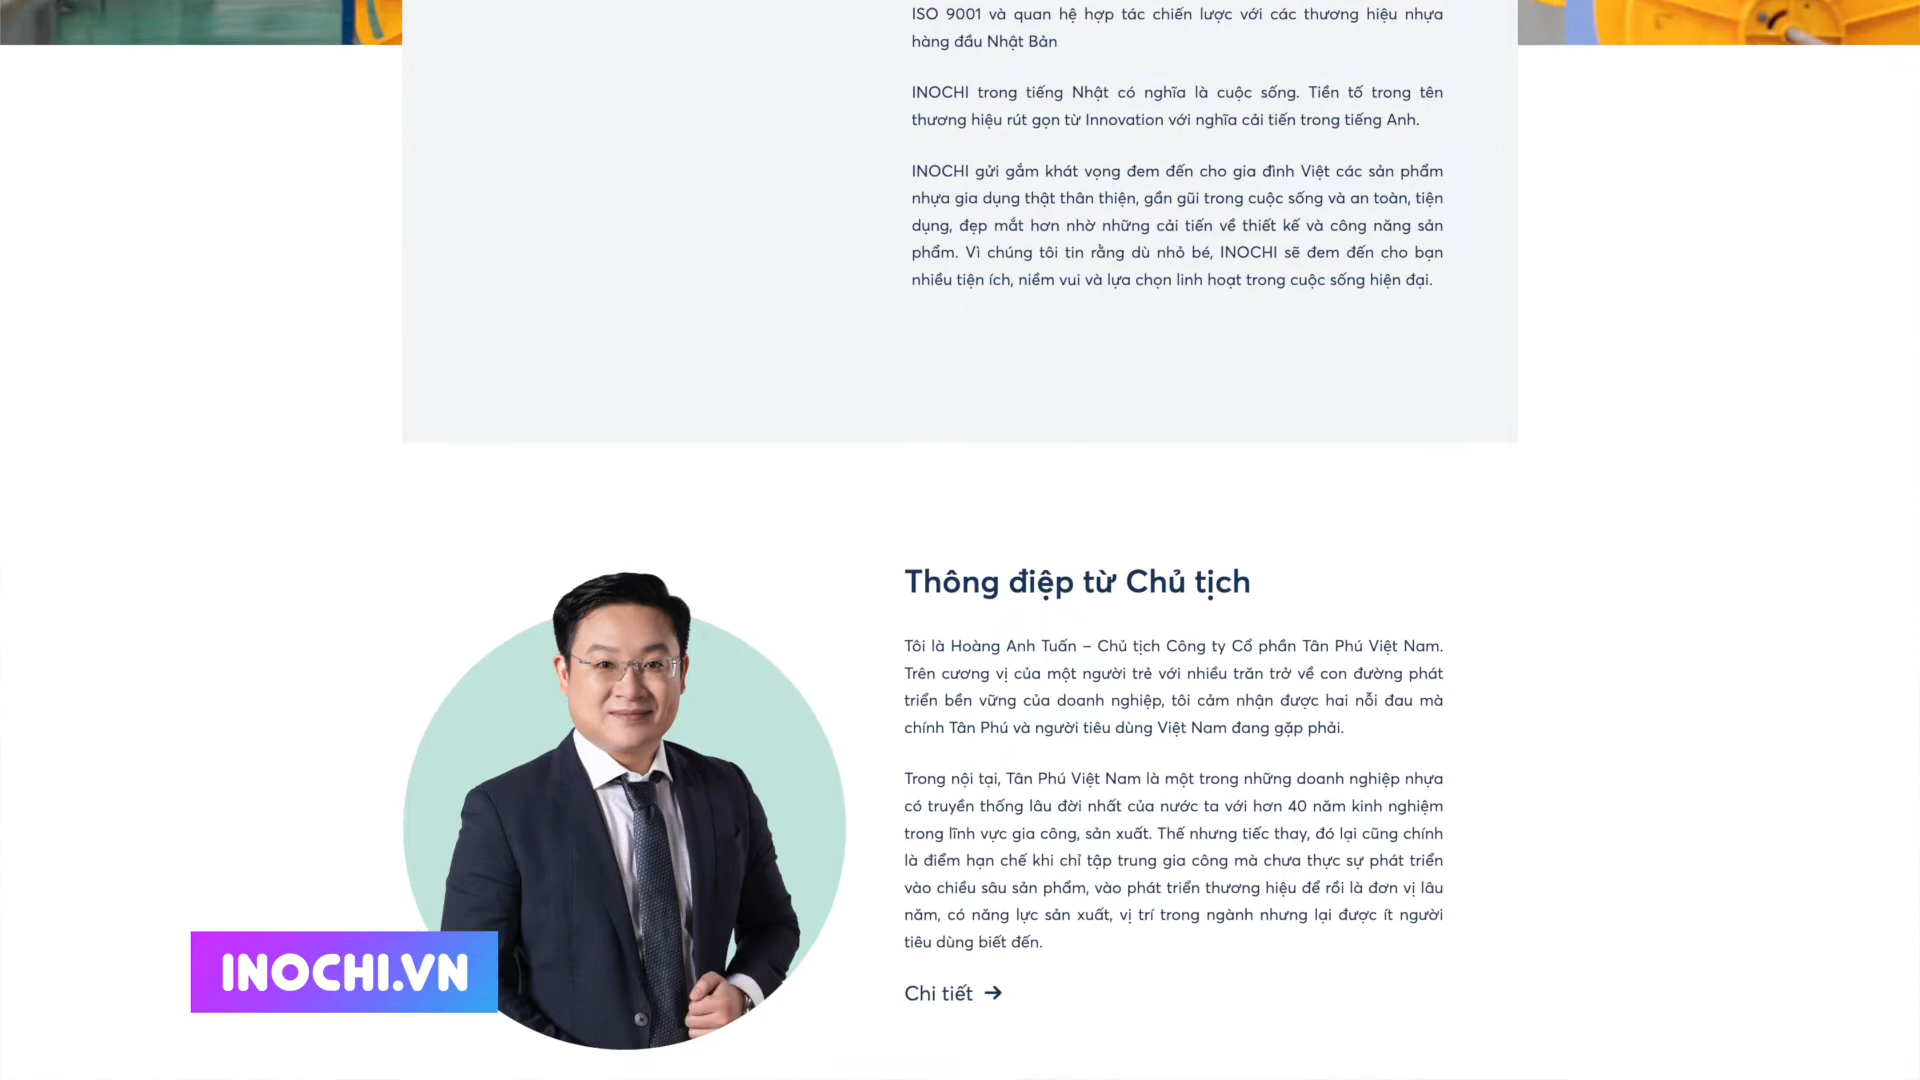 ISO 9001 và quan hệ hợp tác chiến lược với các thương hiệu nhựa
hàng đầu Nhật Bản
INOCHI trong tiếng Nhật có nghĩa là cuộc sống. Tiền tố trong tên
thương hiệu rút gọn từ Innovation với nghĩa cải tiến trong tiếng Anh.
INOCHI gửi gắm khát vọng đem đến cho gia đình Việt các sản phẩm
nhựa gia dụng thật thân thiện, gần gũi trong cuộc sống và an toàn, tiện
dụng, đẹp mắt hơn nhờ những cải tiến về thiết kế và công năng sản
phẩm. Vì chúng tôi tin rằng dù nhỏ bé, INOCHI sẽ đem đến cho bạn
nhiều tiện ích, niềm vui và lựa chọn linh hoạt trong cuộc sống hiện đại.
Thông điệp từ Chủ tịch
Tôi là Hoàng Anh Tuấn – Chủ tịch Công ty Cổ phần Tân Phú Việt Nam.
Trên cương vị của một người trẻ với nhiều trăn trở về con đường phát
triển bền vững của doanh nghiệp, tôi cảm nhận được hai nỗi đau mà
chính Tân Phú và người tiêu dùng Việt Nam đang gặp phải.
Trong nội tại, Tân Phú Việt Nam là một trong những doanh nghiệp nhựa
có truyền thống lâu đời nhất của nước ta với hơn 40 năm kinh nghiệm
trong lĩnh vực gia công, sản xuất. Thế nhưng tiếc thay, đó lại cũng chính
là điểm hạn chế khi chỉ tập trung gia công mà chưa thực sự phát triển
vào chiều sâu sản phẩm, vào phát triển thương hiệu để rồi là đơn vị lâu
năm, có năng lực sản xuất, vị trí trong ngành nhưng lại được ít người
tiêu dùng biết đến.
Chi tiết →
INOCHI.VN